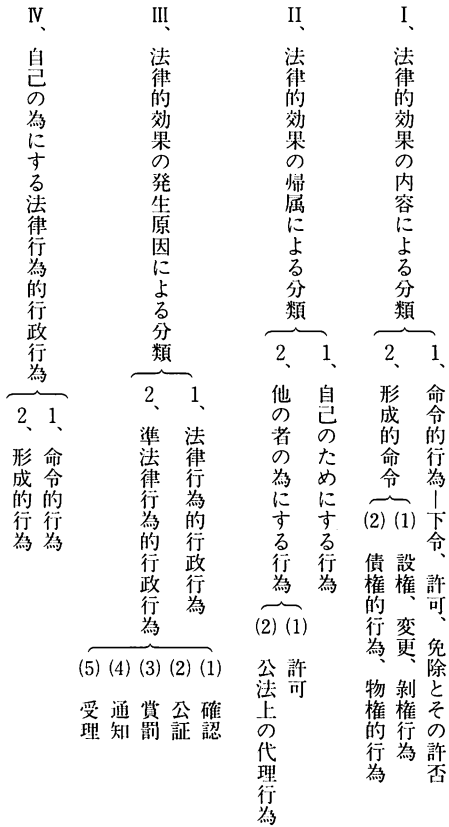 Ⅰ、法律的効果の内容による分類
1、命令的行為―下令、許可、免除とその許否
2、形成的命令
(1) 設権、変更、剝権行為
(2) 債権的行為、物権的行為
Ⅱ、法律的効果の帰属による分類
1、自己のためにする行為
2、他の者の為にする行為
(1) 許可
(2) 公法上の代理行為
Ⅲ、法律的効果の発生原因による分類
1、法律行為的行政行為
2、準法律行為的行政行為
(1) 確認
(2) 公証
(3) 賞罰
(4) 通知
(5) 受理
Ⅳ、自己の為にする法律行為的行政行為
1、命令的行為
2、形成的行為